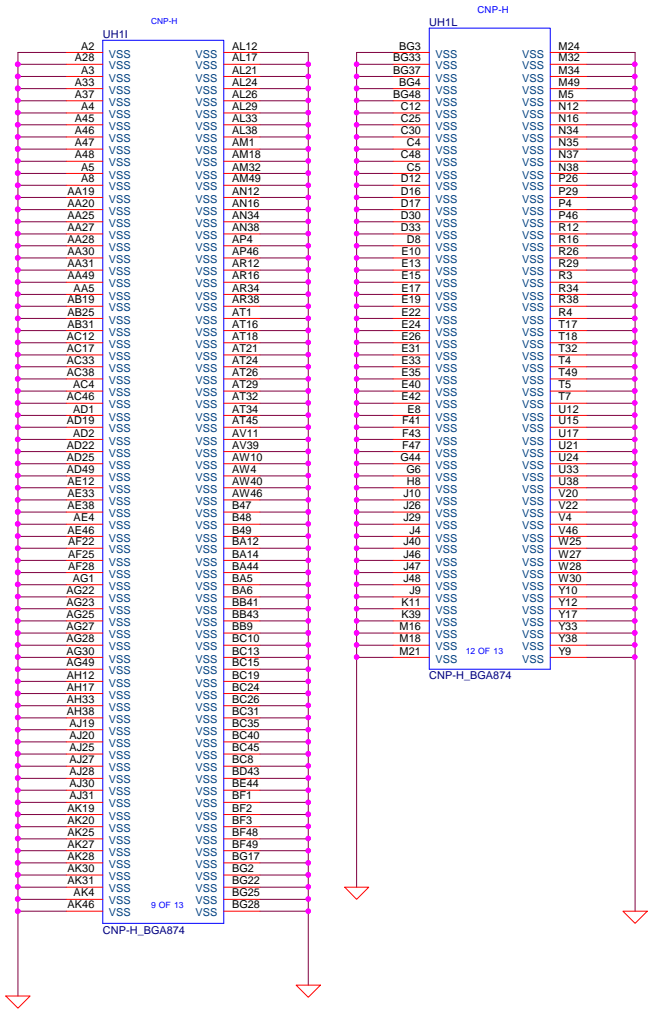 CNP-H
UH1I
A2 VSS VSS AL12
A28 VSS VSS AL17
A3 VSS VSS AL21
A33 VSS VSS AL24
A37 VSS VSS AL26
A4 VSS VSS AL29
A45 VSS VSS AL33
A46 VSS VSS AL38
A47 VSS VSS AM1
A48 VSS VSS AM18
A5 VSS VSS AM32
A8 VSS VSS AM49
AA19 VSS VSS AN12
AA20 VSS VSS AN16
AA25 VSS VSS AN34
AA27 VSS VSS AN38
AA28 VSS VSS AP4
AA30 VSS VSS AP46
AA31 VSS VSS AR12
AA49 VSS VSS AR16
AA5 VSS VSS AR34
AB19 VSS VSS AR38
AB25 VSS VSS AT1
AB31 VSS VSS AT16
AC12 VSS VSS AT18
AC17 VSS VSS AT21
AC33 VSS VSS AT24
AC38 VSS VSS AT26
AC4 VSS VSS AT29
AC46 VSS VSS AT32
AD1 VSS VSS AT34
AD19 VSS VSS AT45
AD2 VSS VSS AV11
AD22 VSS VSS AV39
AD25 VSS VSS AW10
AD49 VSS VSS AW4
AE12 VSS VSS AW40
AE33 VSS VSS AW46
AE38 VSS VSS B47
AE4 VSS VSS B48
AE46 VSS VSS B49
AF22 VSS VSS BA12
AF25 VSS VSS BA14
AF28 VSS VSS BA44
AG1 VSS VSS BA5
AG22 VSS VSS BA6
AG23 VSS VSS BB41
AG25 VSS VSS BB43
AG27 VSS VSS BB9
AG28 VSS VSS BC10
AG30 VSS VSS BC13
AG49 VSS VSS BC15
AH12 VSS VSS BC19
AH17 VSS VSS BC24
AH33 VSS VSS BC26
AH38 VSS VSS BC31
AJ19 VSS VSS BC35
AJ20 VSS VSS BC40
AJ25 VSS VSS BC45
AJ27 VSS VSS BC8
AJ28 VSS VSS BD43
AJ30 VSS VSS BE44
AJ31 VSS VSS BF1
AK19 VSS VSS BF2
AK20 VSS VSS BF3
AK25 VSS VSS BF48
AK27 VSS VSS BF49
AK28 VSS VSS BG17
AK30 VSS VSS BG2
AK31 VSS VSS BG22
AK4 VSS VSS BG25
AK46 VSS 9 OF 13 VSS BG28
CNP-H_BGA874
CNP-H
UH1L
BG3 VSS VSS M24
BG33 VSS VSS M32
BG37 VSS VSS M34
BG4 VSS VSS M49
BG48 VSS VSS M5
C12 VSS VSS N12
C25 VSS VSS N16
C30 VSS VSS N34
C4 VSS VSS N35
C48 VSS VSS N37
C5 VSS VSS N38
D12 VSS VSS P26
D16 VSS VSS P29
D17 VSS VSS P4
D30 VSS VSS P46
D33 VSS VSS R12
D8 VSS VSS R16
E10 VSS VSS R26
E13 VSS VSS R29
E15 VSS VSS R3
E17 VSS VSS R34
E19 VSS VSS R38
E22 VSS VSS R4
E24 VSS VSS T17
E26 VSS VSS T18
E31 VSS VSS T32
E33 VSS VSS T4
E35 VSS VSS T49
E40 VSS VSS T5
E42 VSS VSS T7
E8 VSS VSS U12
F41 VSS VSS U15
F43 VSS VSS U17
F47 VSS VSS U21
G44 VSS VSS U24
G6 VSS VSS U33
H8 VSS VSS U38
J10 VSS VSS V20
J26 VSS VSS V22
J29 VSS VSS V4
J4 VSS VSS V46
J40 VSS VSS W25
J46 VSS VSS W27
J47 VSS VSS W28
J48 VSS VSS W30
J9 VSS VSS Y10
K11 VSS VSS Y12
K39 VSS VSS Y17
M16 VSS VSS Y33
M18 VSS VSS Y38
M21 VSS 12 OF 13 VSS Y9
CNP-H_BGA874